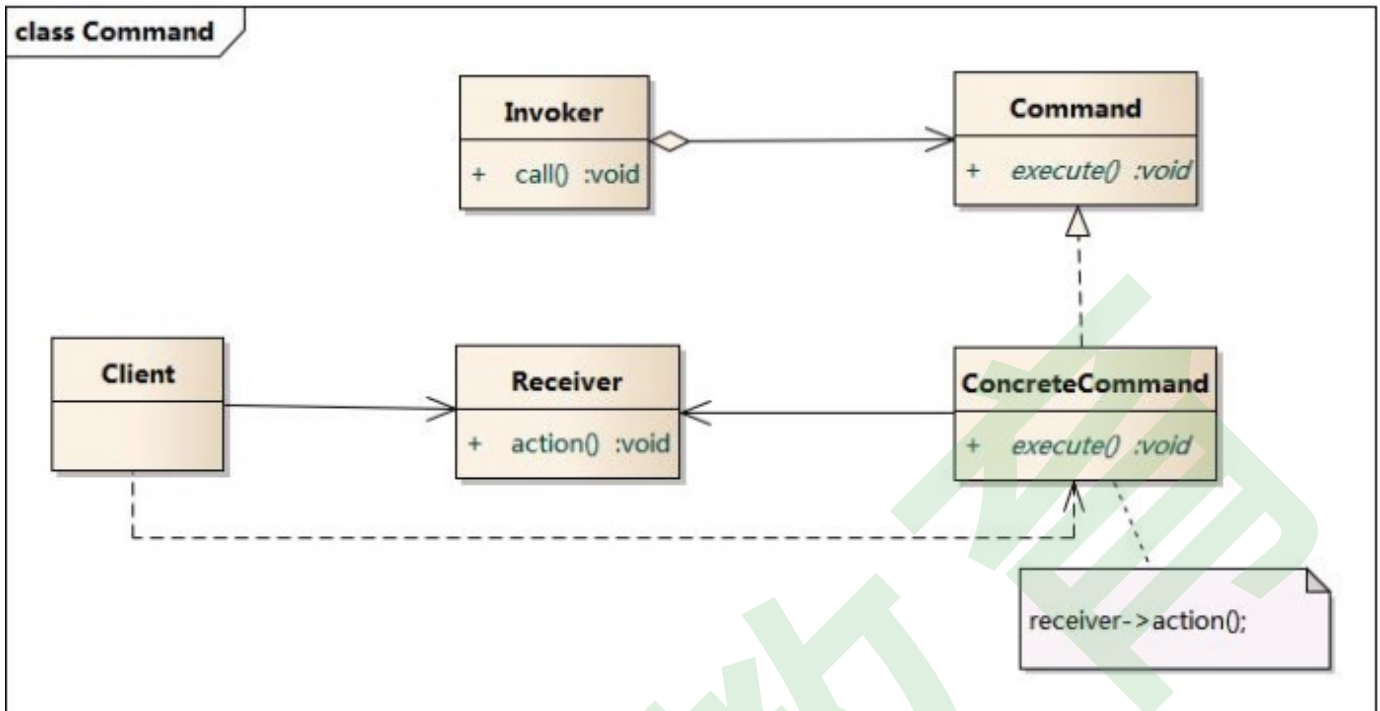 class Command
Invoker
+ call() :void
Command
+ execute() :void
Client
Receiver
+ action() :void
ConcreteCommand
+ execute() :void
receiver->action();